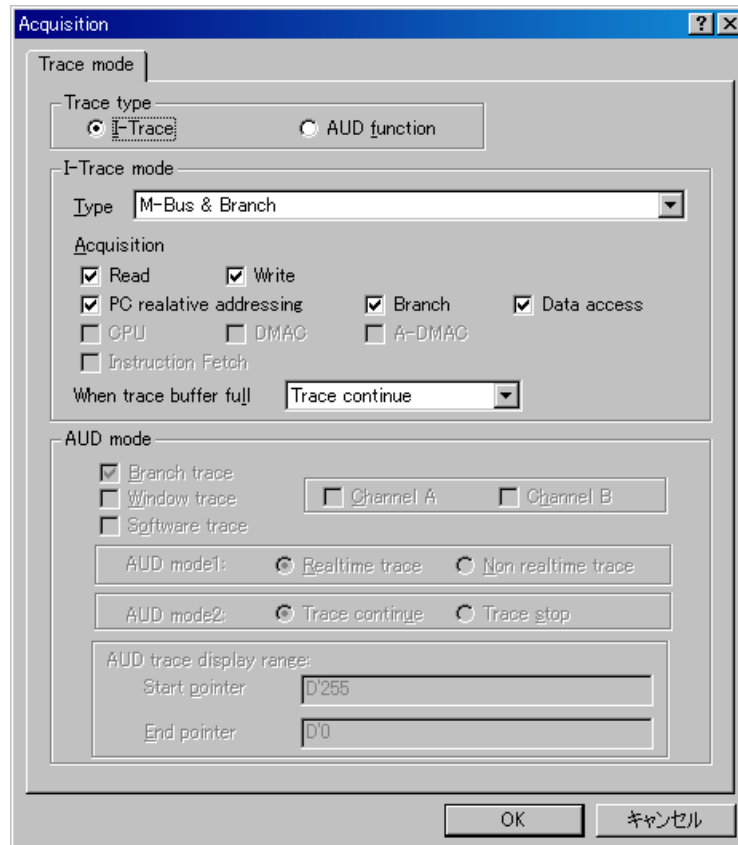 Acquisition
Trace mode
Trace type
I-Trace AUD function
I-Trace mode
Type M-Bus & Branch
Acquisition
Read Write
PC realative addressing Branch Data access
CPU DMAC A-DMAC
Instruction Fetch
When trace buffer full Trace continue
AUD mode
Branch trace
Window trace Channel A Channel B
Software trace
AUD mode1: Realtime trace Non realtime trace
AUD mode2: Trace continue Trace stop
AUD trace display range:
Start pointer D'255
End pointer D'0
OK キャンセル